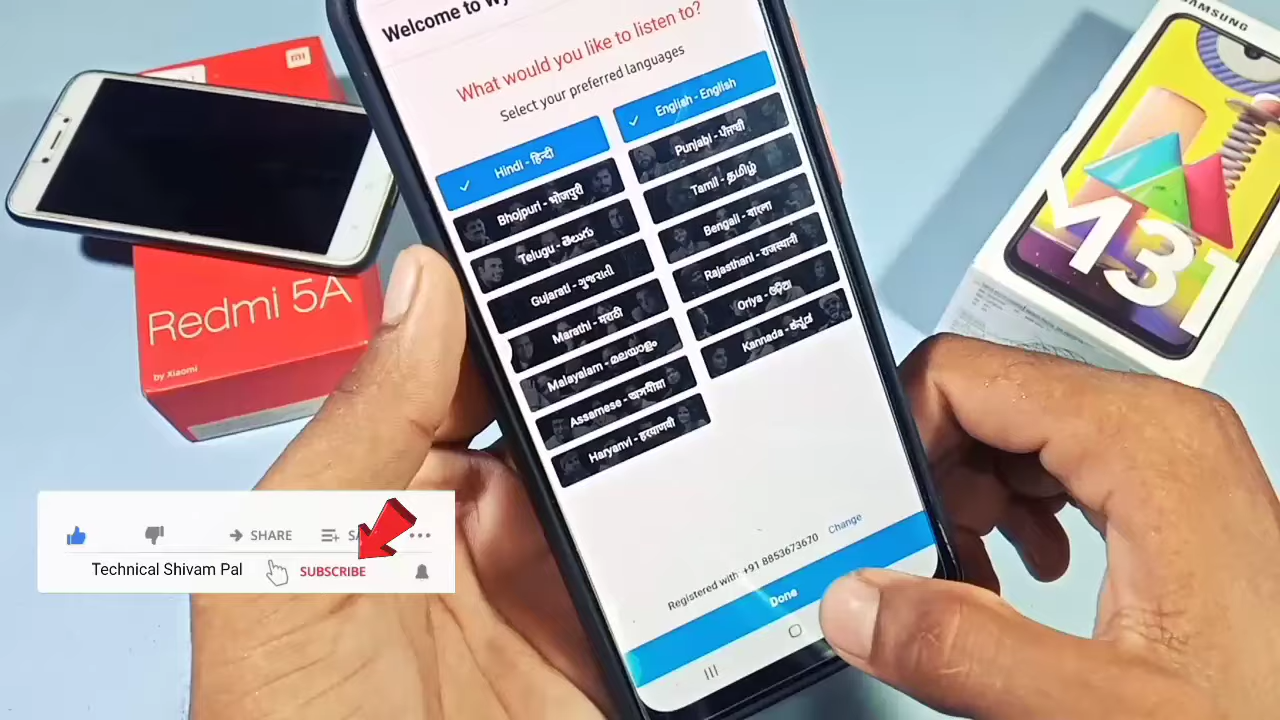 Welcome to
What would you like to listen to?
Select your preferred languages
Hindi - हिन्दी
English - English
Bhojpuri - भोजपुरी
Punjabi - ਪੰਜਾਬੀ
Telugu - తెలుగు
Tamil - தமிழ்
Gujarati - ગુજરાતી
Bengali - বাংলা
Marathi - मराठी
Rajasthani - राजस्थानी
Malayalam - മലയാളം
Oriya - ଓଡ଼ିଆ
Assamese - অসমীয়া
Kannada - ಕನ್ನಡ
Haryanvi - हरयाणवी
Registered with +91 8853673670 Change
Done
mi
Redmi 5A
by Xiaomi
SAMSUNG
M31
SHARE
Technical Shivam Pal
SUBSCRIBE